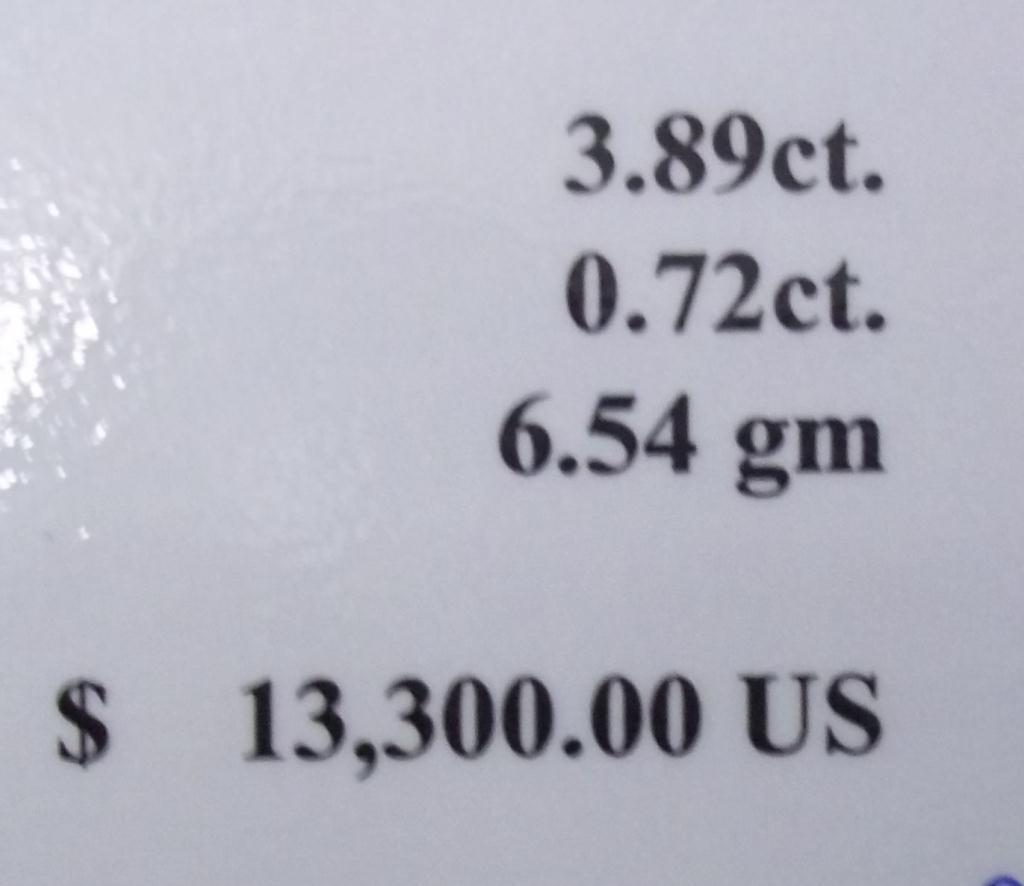 3.89ct.
0.72ct.
6.54 gm
$ 13,300.00 US